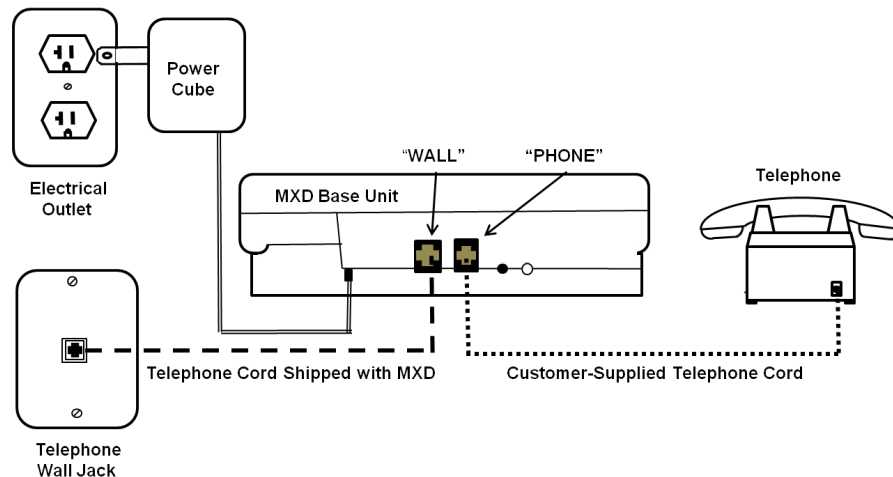 Power
Cube
Electrical
Outlet
"WALL"
"PHONE"
MXD Base Unit
Telephone
Telephone Cord Shipped with MXD
Customer-Supplied Telephone Cord
Telephone
Wall Jack